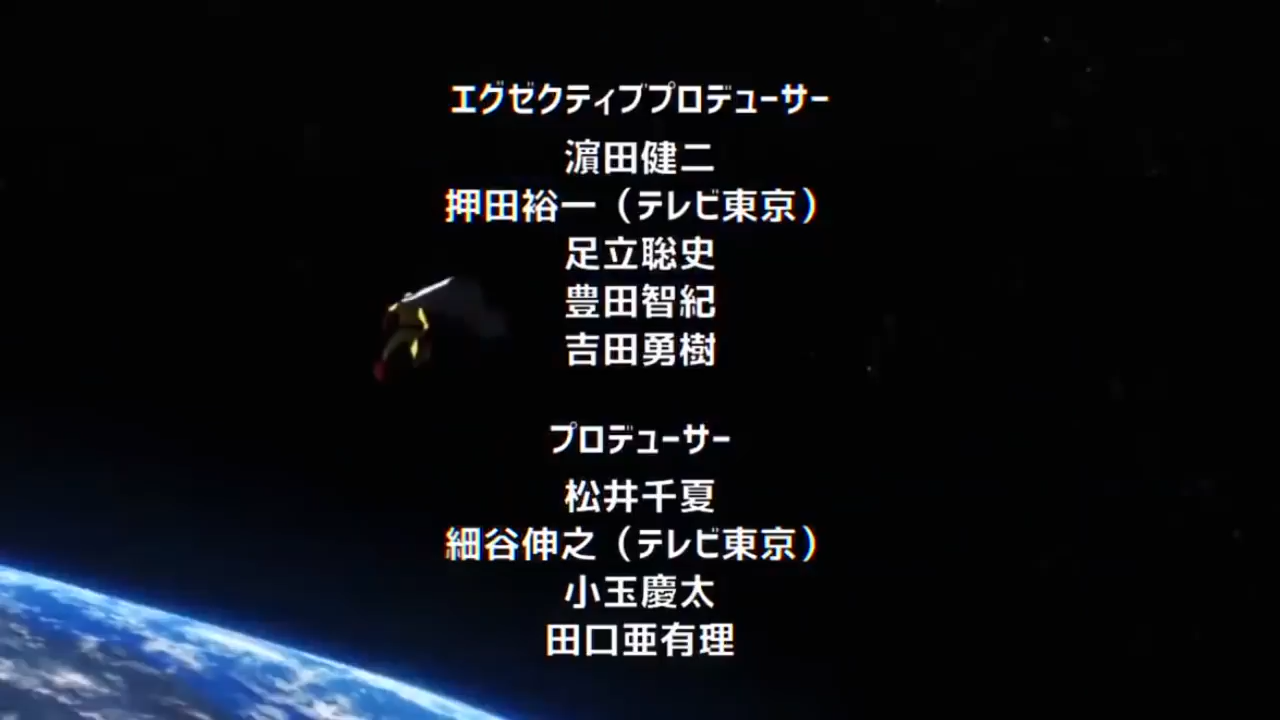 エグゼクティブプロデューサー
濵田健二
押田裕一（テレビ東京）
足立聡史
豊田智紀
吉田勇樹
プロデューサー
松井千夏
細谷伸之（テレビ東京）
小玉慶太
田口亜有理